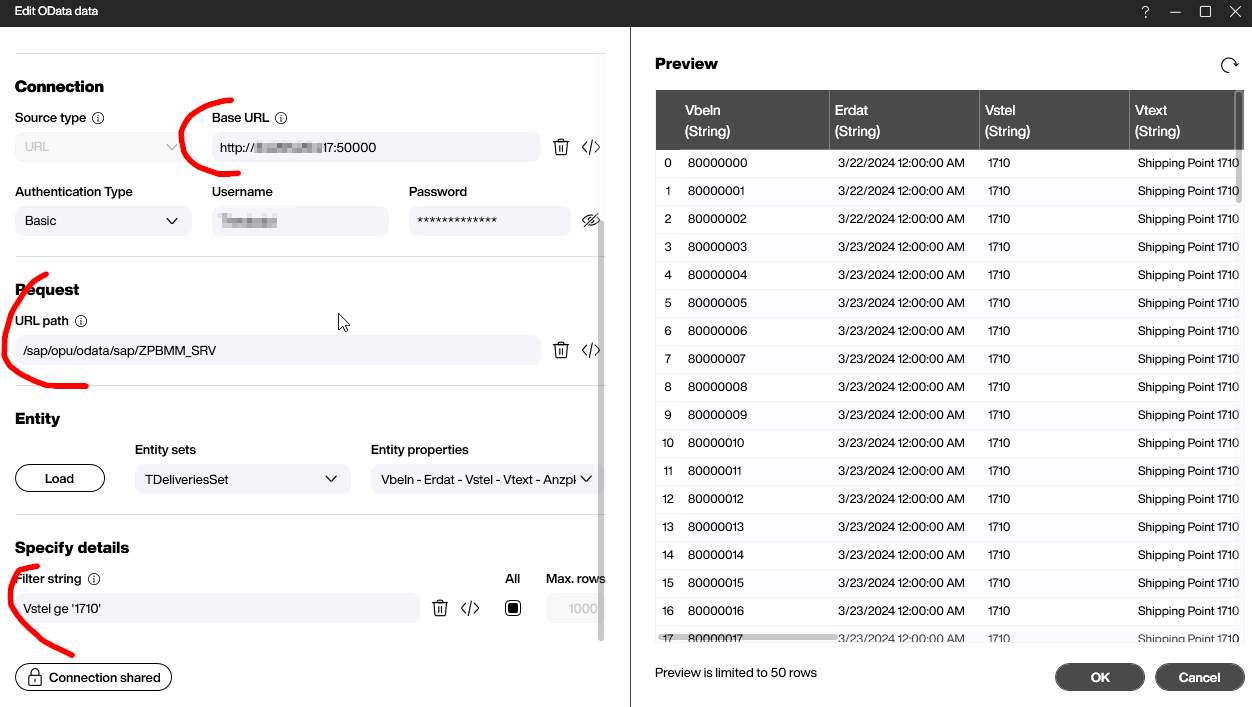 Edit OData data
Connection
Source type
Base URL
URL
http:// 17:50000
Authentication Type
Username
Password
Basic
*************
Request
URL path
/sap/opu/odata/sap/ZPBMM_SRV
Entity
Entity sets
Entity properties
Load
TDeliveriesSet
Vbeln - Erdat - Vstel - Vtext - Anzpk
Specify details
Filter string
All
Max. rows
Vstel ge '1710'
1000
Connection shared
Preview
Vbeln (String) Erdat (String) Vstel (String) Vtext (String)
0 80000000 3/22/2024 12:00:00 AM 1710 Shipping Point 1710
1 80000001 3/22/2024 12:00:00 AM 1710 Shipping Point 1710
2 80000002 3/22/2024 12:00:00 AM 1710 Shipping Point 1710
3 80000003 3/23/2024 12:00:00 AM 1710 Shipping Point 1710
4 80000004 3/23/2024 12:00:00 AM 1710 Shipping Point 1710
5 80000005 3/23/2024 12:00:00 AM 1710 Shipping Point 1710
6 80000006 3/23/2024 12:00:00 AM 1710 Shipping Point 1710
7 80000007 3/23/2024 12:00:00 AM 1710 Shipping Point 1710
8 80000008 3/23/2024 12:00:00 AM 1710 Shipping Point 1710
9 80000009 3/23/2024 12:00:00 AM 1710 Shipping Point 1710
10 80000010 3/23/2024 12:00:00 AM 1710 Shipping Point 1710
11 80000011 3/23/2024 12:00:00 AM 1710 Shipping Point 1710
12 80000012 3/23/2024 12:00:00 AM 1710 Shipping Point 1710
13 80000013 3/23/2024 12:00:00 AM 1710 Shipping Point 1710
14 80000014 3/23/2024 12:00:00 AM 1710 Shipping Point 1710
15 80000015 3/23/2024 12:00:00 AM 1710 Shipping Point 1710
16 80000016 3/23/2024 12:00:00 AM 1710 Shipping Point 1710
17 80000017 3/23/2024 12:00:00 AM 1710 Shipping Point 1710
Preview is limited to 50 rows
OK
Cancel